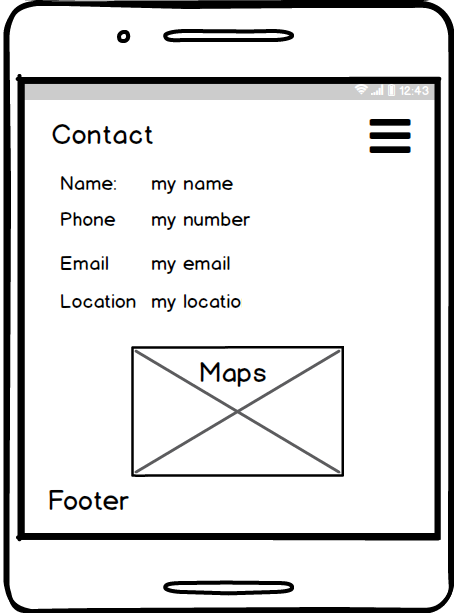 12:43
Contact
Name: my name
Phone my number
Email my email
Location my locatio
Maps
Footer